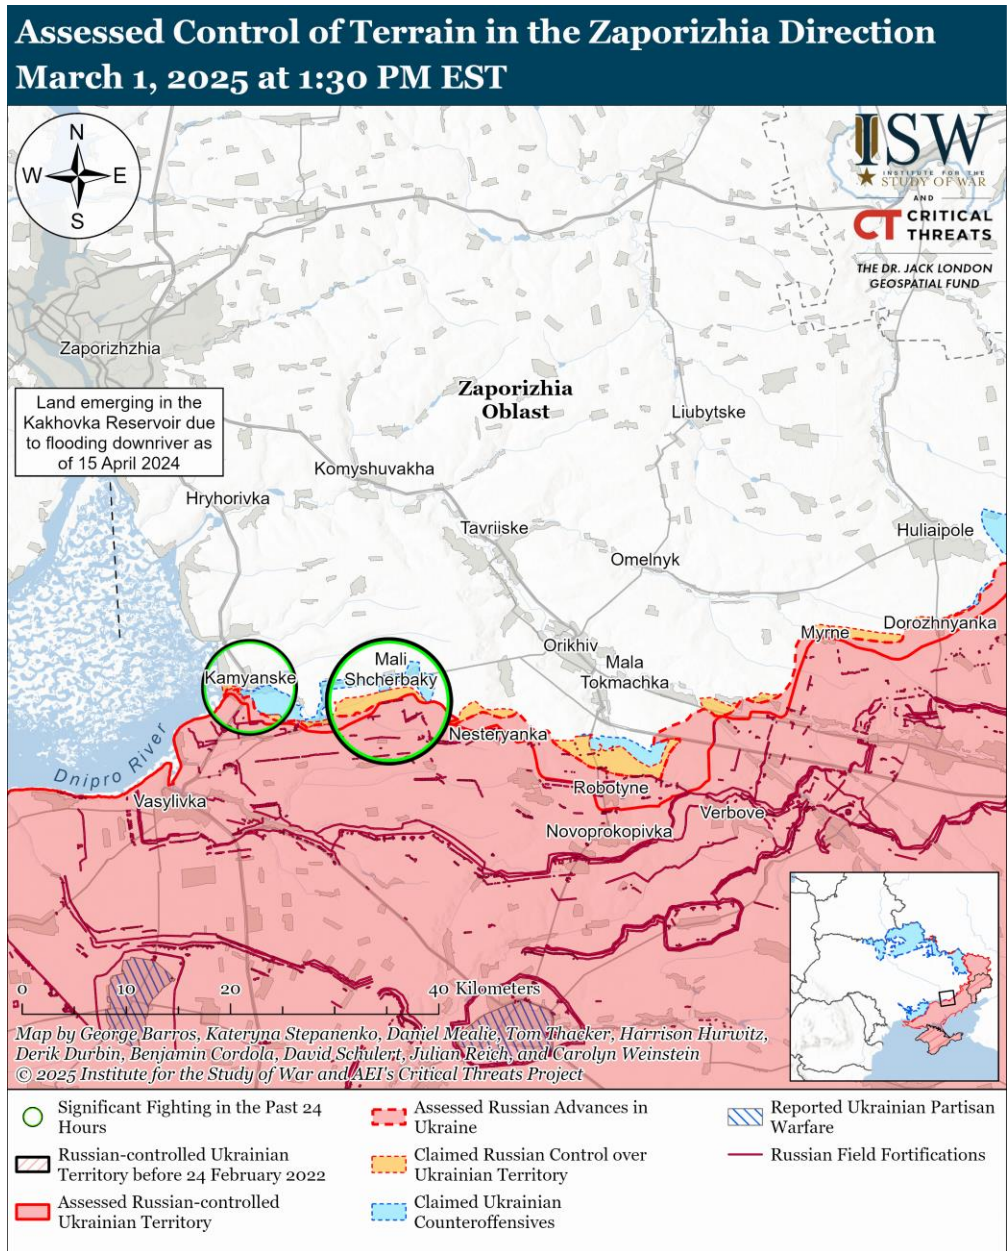 Assessed Control of Terrain in the Zaporizhia Direction
March 1, 2025 at 1:30 PM EST
N
W
E
S
ISW
INSTITUTE FOR THE
STUDY OF WAR
AND
CT CRITICAL
THREATS
THE DR. JACK LONDON
GEOSPATIAL FUND
Zaporizhzhia
Land emerging in the
Kakhovka Reservoir due
to flooding downriver as
of 15 April 2024
Zaporizhia
Oblast
Liubytske
Komyshuvakha
Hryhorivka
Tavriiske
Huliaipole
Omelnyk
Dorozhnyanka
Myrne
Orikhiv
Mali
Shcherbaky
Mala
Tokmachka
Kamyanske
Nesteryanka
Dnipro River
Robotyne
Vasylivka
Verbove
Novoprokopivka
0 10 20 40 Kilometers
Map by George Barros, Kateryna Stepanenko, Daniel Mealie, Tom Thacker, Harrison Hurwitz,
Derik Durbin, Benjamin Cordola, David Schulert, Julian Reich, and Carolyn Weinstein
© 2025 Institute for the Study of War and AEI's Critical Threats Project
Significant Fighting in the Past 24
Hours
Russian-controlled Ukrainian
Territory before 24 February 2022
Assessed Russian-controlled
Ukrainian Territory
Assessed Russian Advances in
Ukraine
Claimed Russian Control over
Ukrainian Territory
Claimed Ukrainian
Counteroffensives
Reported Ukrainian Partisan
Warfare
Russian Field Fortifications